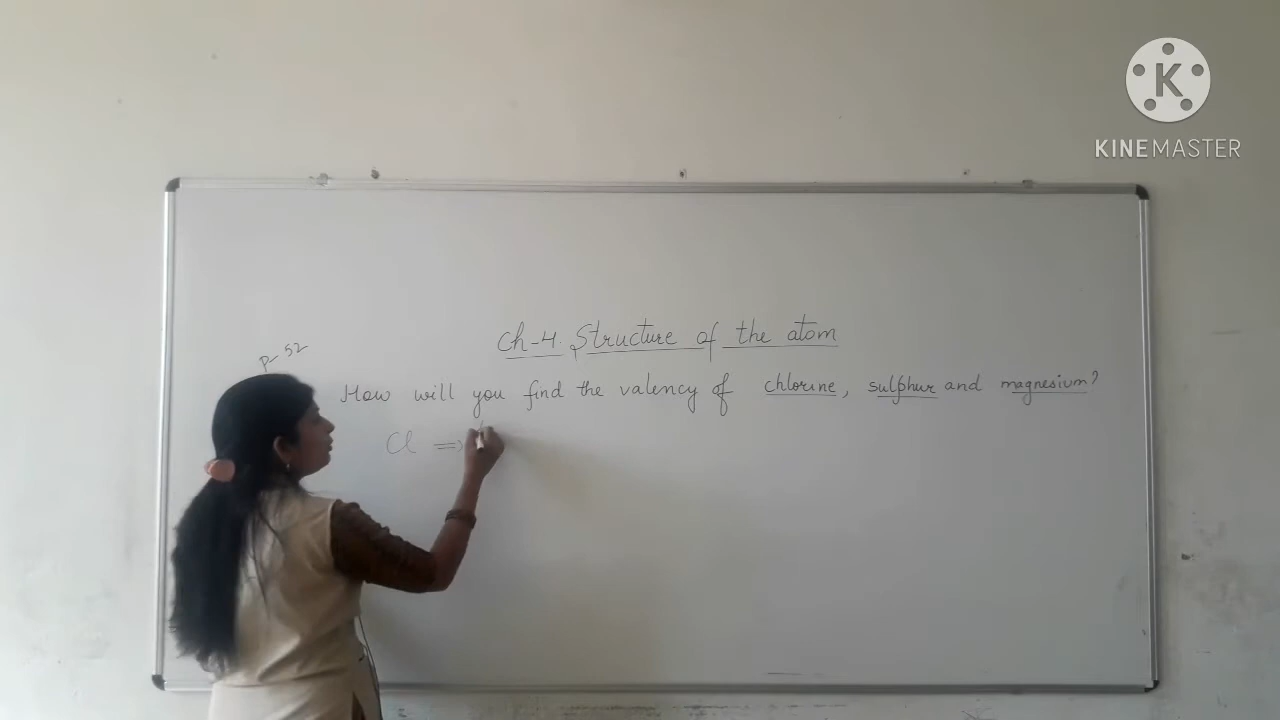 K
KINEMASTER
Ch-4. Structure of the atom
P-52
How will you find the valency of chlorine, sulphur and magnesium?
Cl ⇒